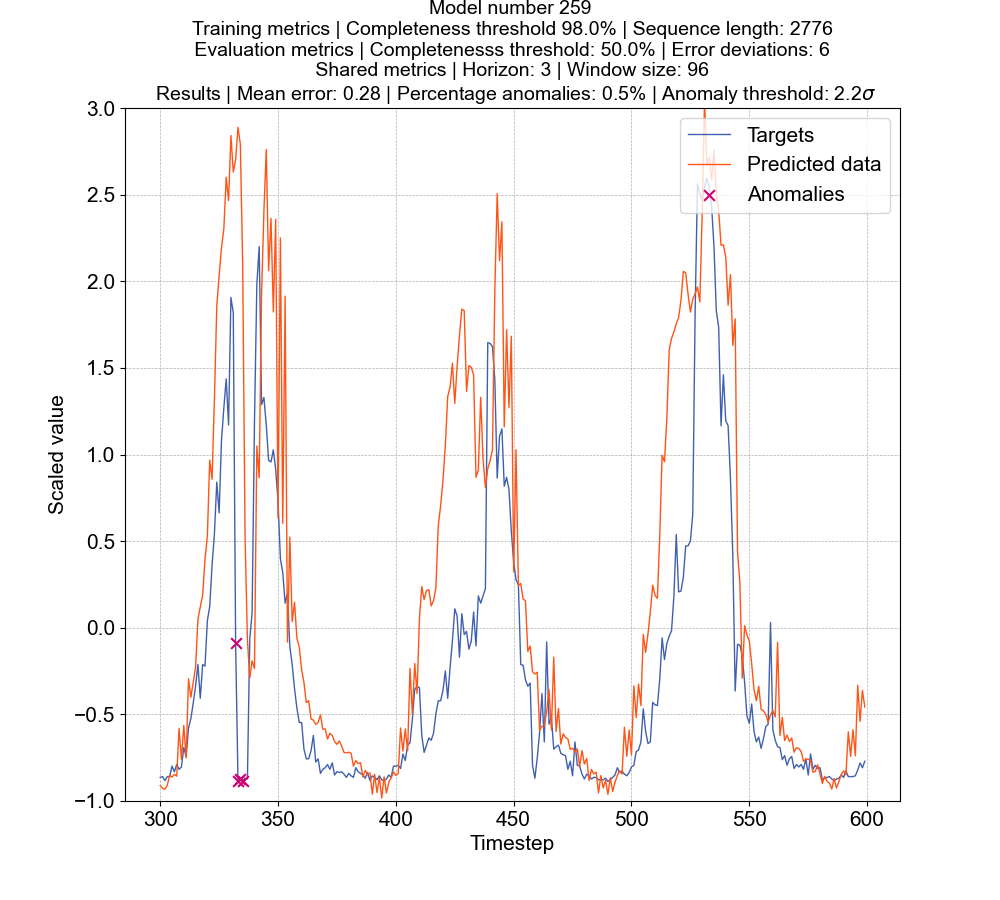 Model number 259
Training metrics | Completeness threshold 98.0% | Sequence length: 2776
Evaluation metrics | Completenesss threshold: 50.0% | Error deviations: 6
Shared metrics | Horizon: 3 | Window size: 96
Results | Mean error: 0.28 | Percentage anomalies: 0.5% | Anomaly threshold: 2.2σ
Targets
Predicted data
Anomalies
Scaled value
3.0
2.5
2.0
1.5
1.0
0.5
0.0
−0.5
−1.0
300
350
400
450
500
550
600
Timestep